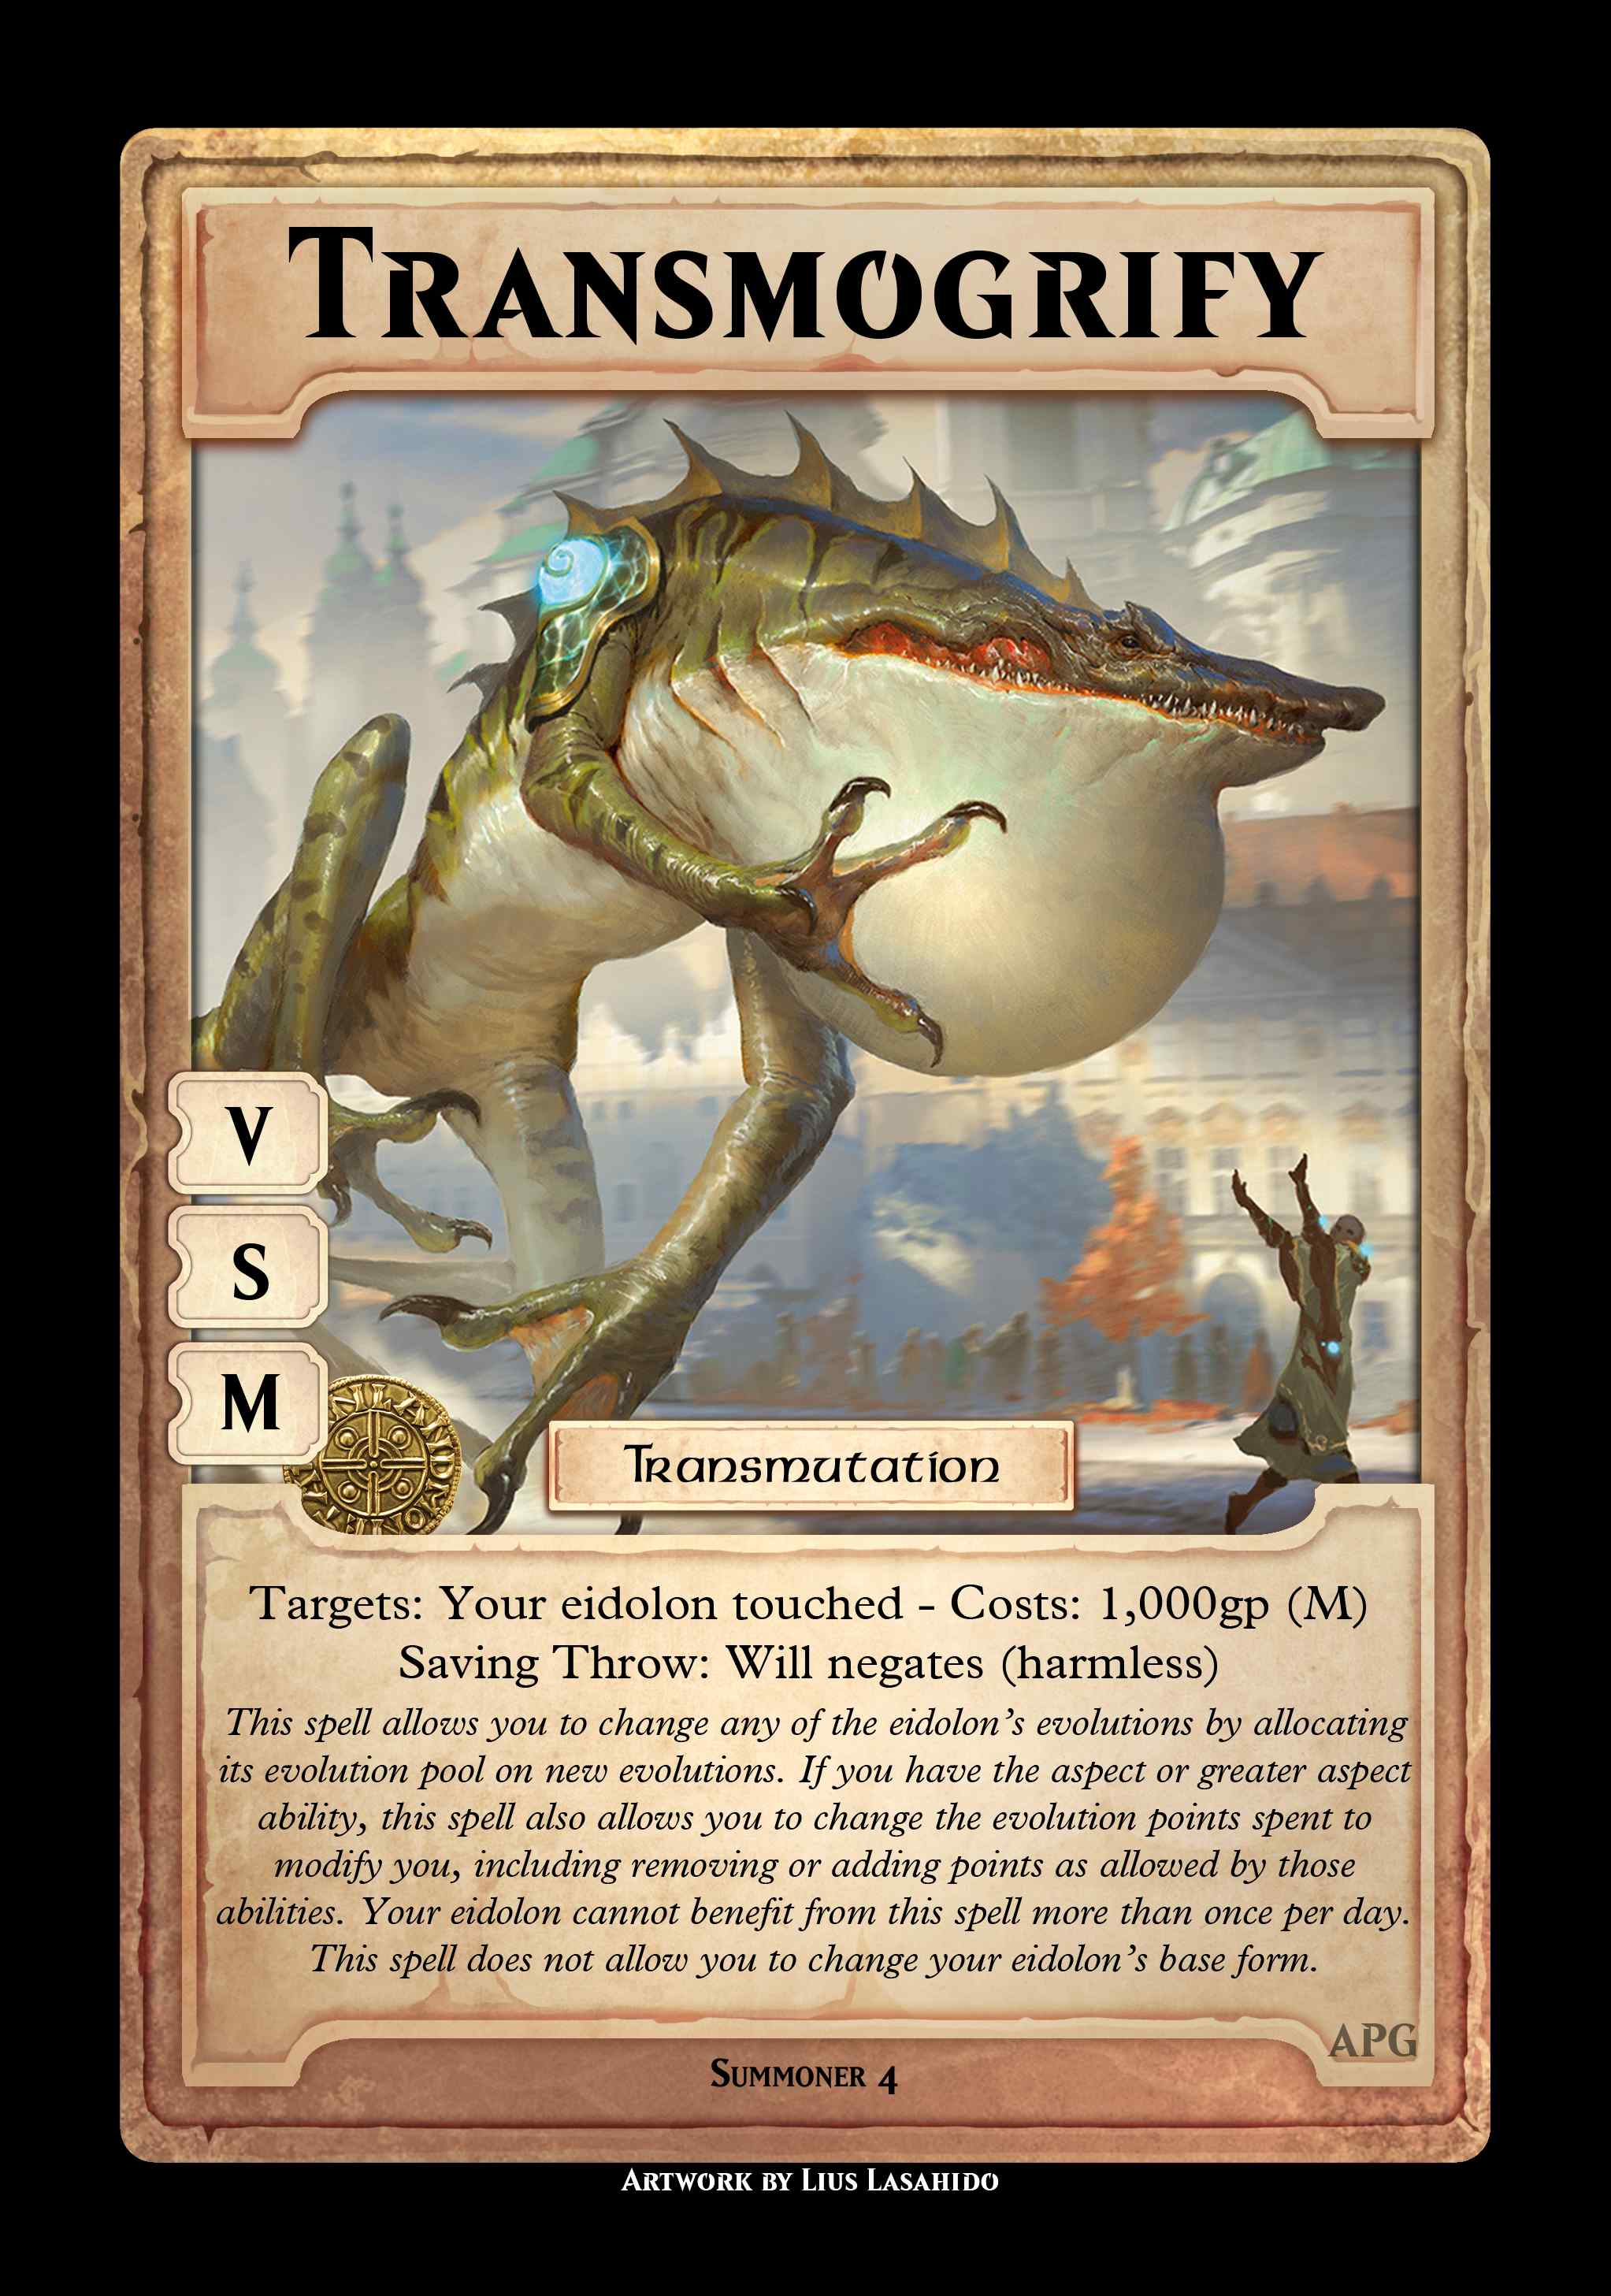 Transmogrify
V
S
M
Transmutation
Targets: Your eidolon touched - Costs: 1,000gp (M)
Saving Throw: Will negates (harmless)
This spell allows you to change any of the eidolon's evolutions by allocating
its evolution pool on new evolutions. If you have the aspect or greater aspect
ability, this spell also allows you to change the evolution points spent to
modify you, including removing or adding points as allowed by those
abilities. Your eidolon cannot benefit from this spell more than once per day.
This spell does not allow you to change your eidolon's base form.
APG
Summoner 4
Artwork by Lius Lasahido